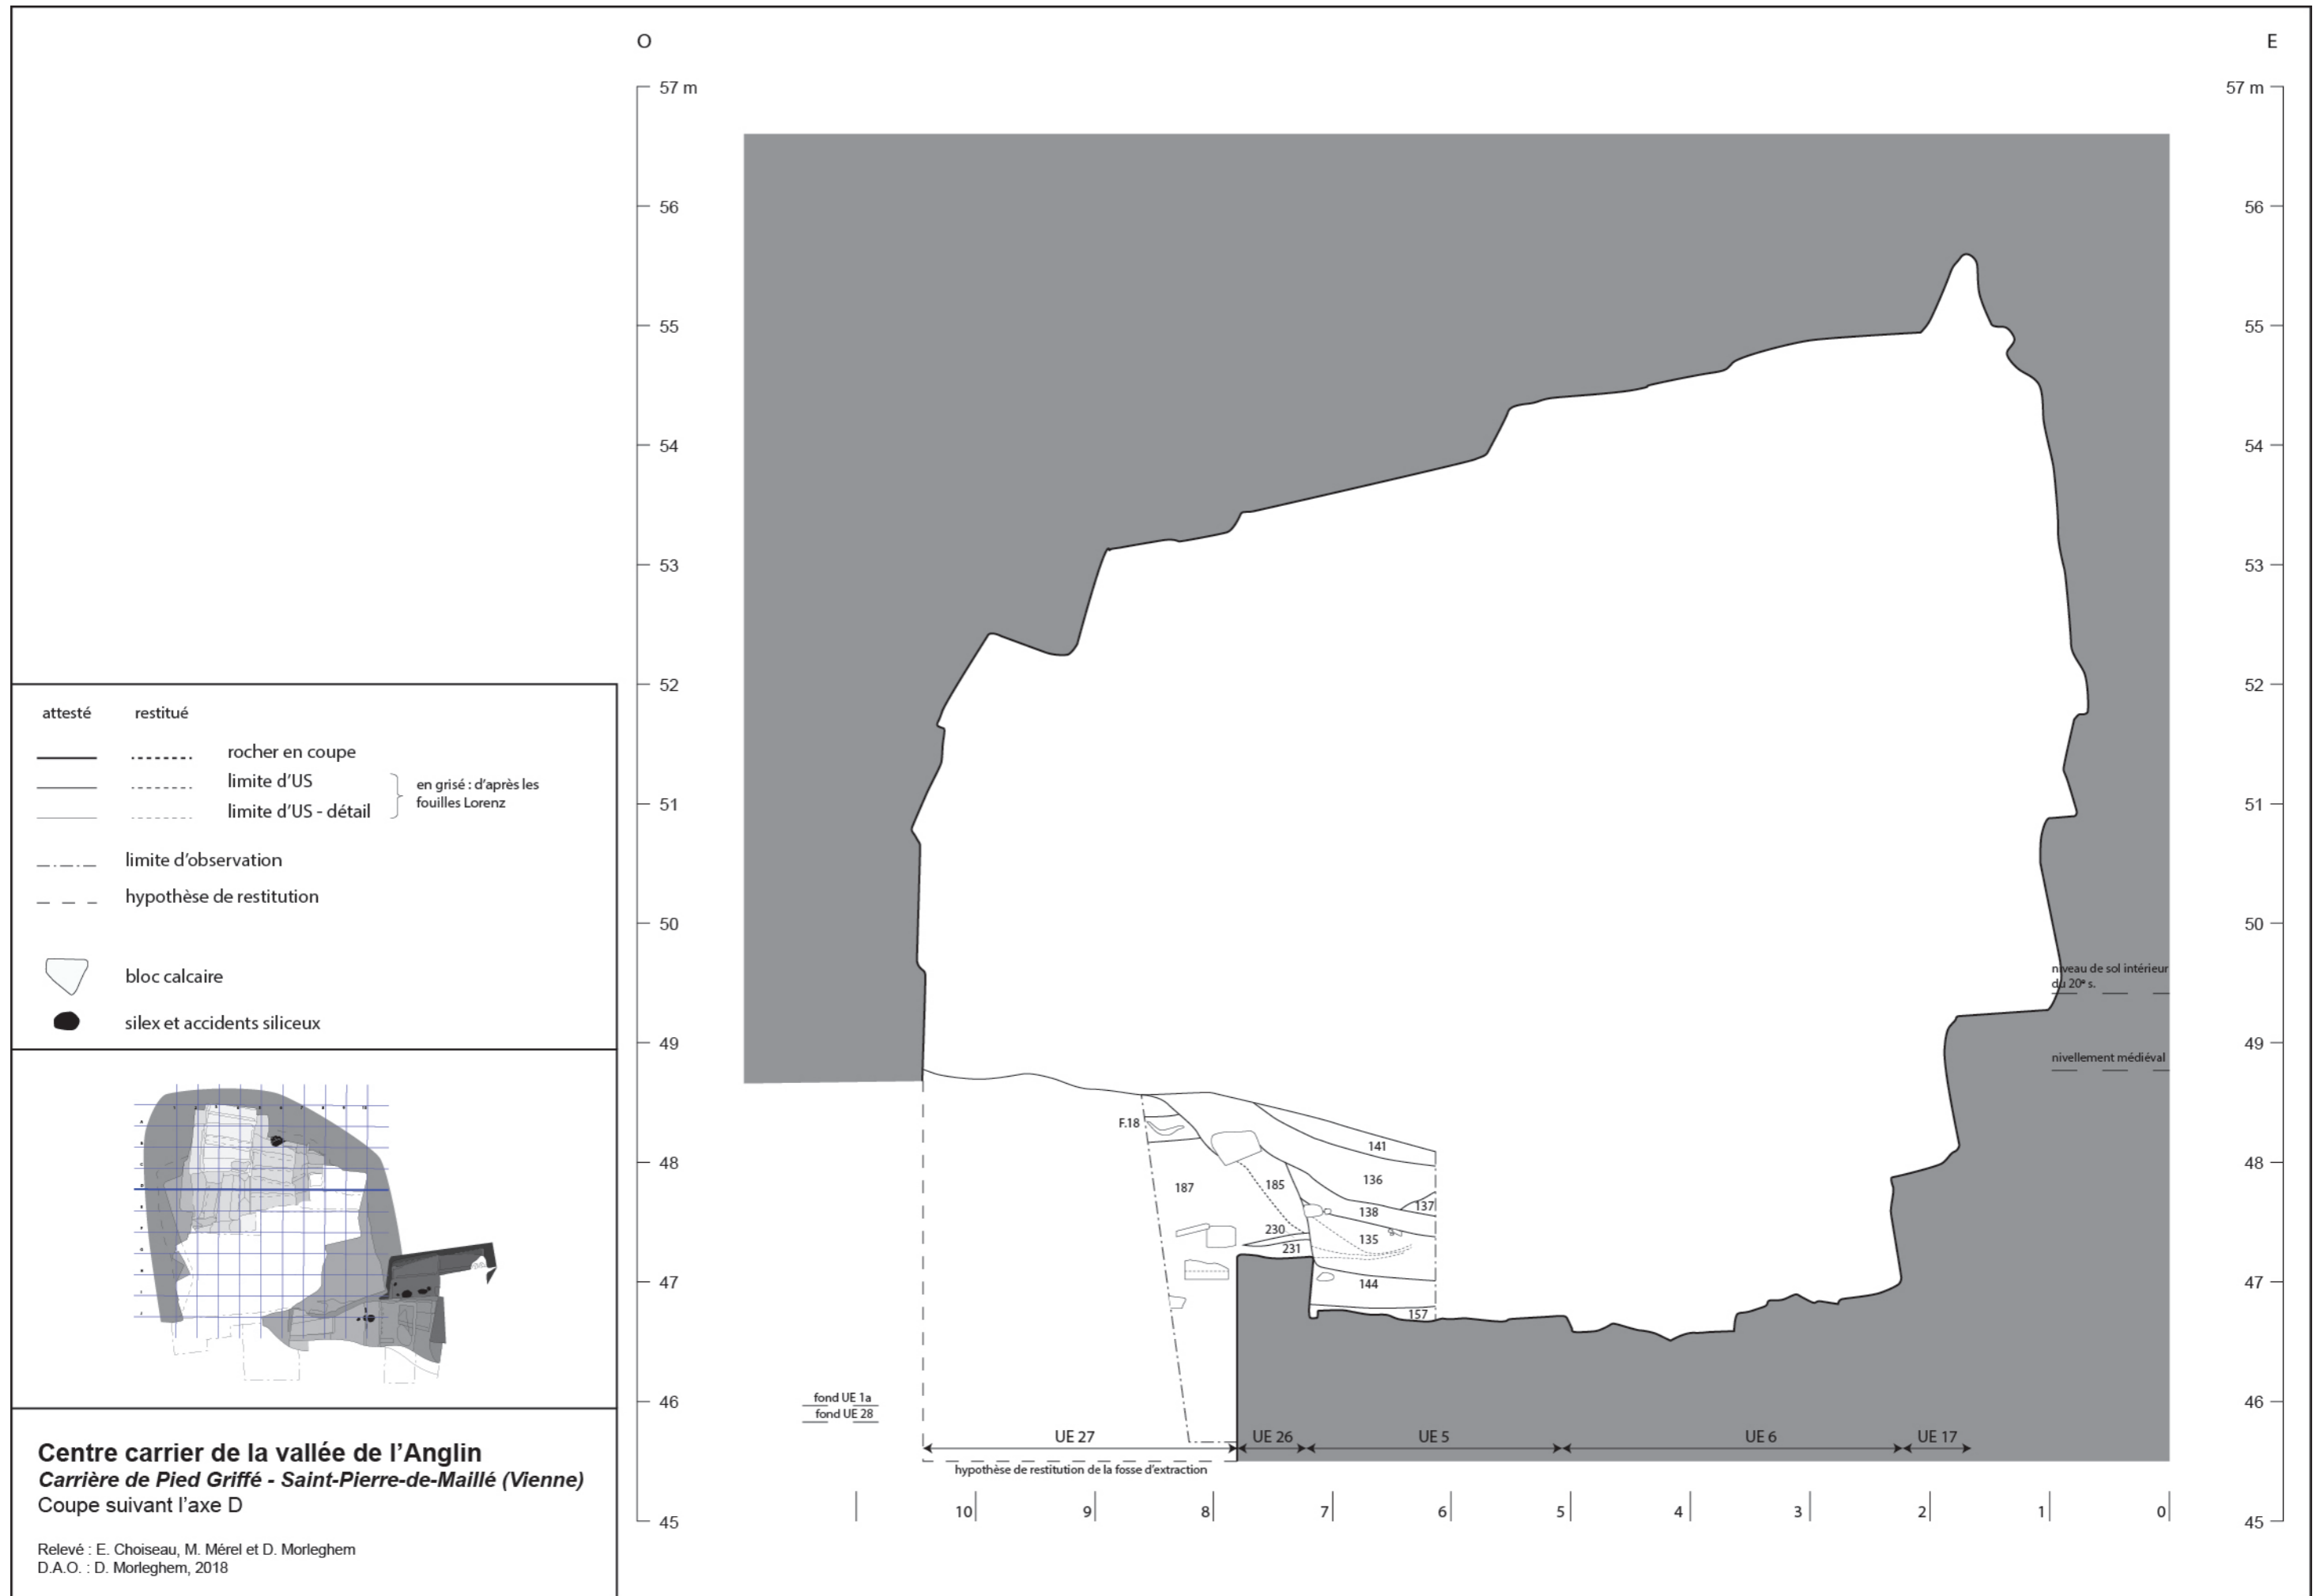 O
E
57 m
56
55
54
53
52
51
50
49
48
47
46
45
57 m
56
55
54
53
52
51
50
49
48
47
46
45
niveau de sol intérieur
du 20e s.
nivellement médiéval
F.18
187
185
230
231
141
136
137
138
135
144
157
fond UE 1a
fond UE 28
UE 27
UE 26
UE 5
UE 6
UE 17
hypothèse de restitution de la fosse d'extraction
10
9
8
7
6
5
4
3
2
1
0
attesté restitué
rocher en coupe
limite d'US
limite d'US - détail
en grisé : d'après les
fouilles Lorenz
limite d'observation
hypothèse de restitution
bloc calcaire
silex et accidents siliceux
Centre carrier de la vallée de l'Anglin
Carrière de Pied Griffé - Saint-Pierre-de-Maillé (Vienne)
Coupe suivant l'axe D
Relevé : E. Choiseau, M. Mérel et D. Morleghem
D.A.O. : D. Morleghem, 2018